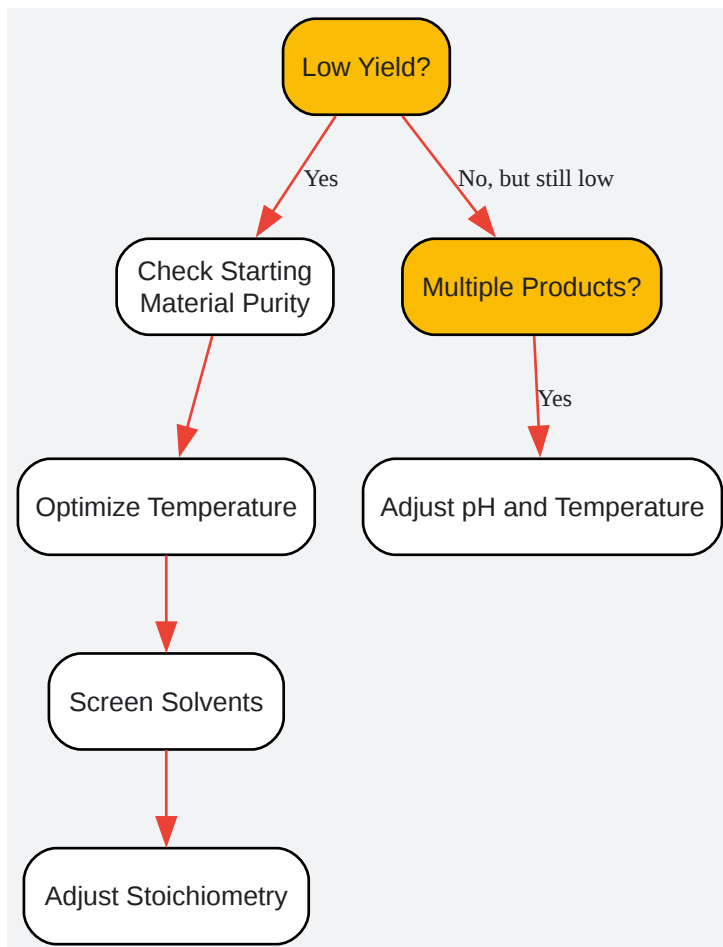 Low Yield?
Yes
No, but still low
Check Starting
Material Purity
Multiple Products?
Yes
Optimize Temperature
Adjust pH and Temperature
Screen Solvents
Adjust Stoichiometry